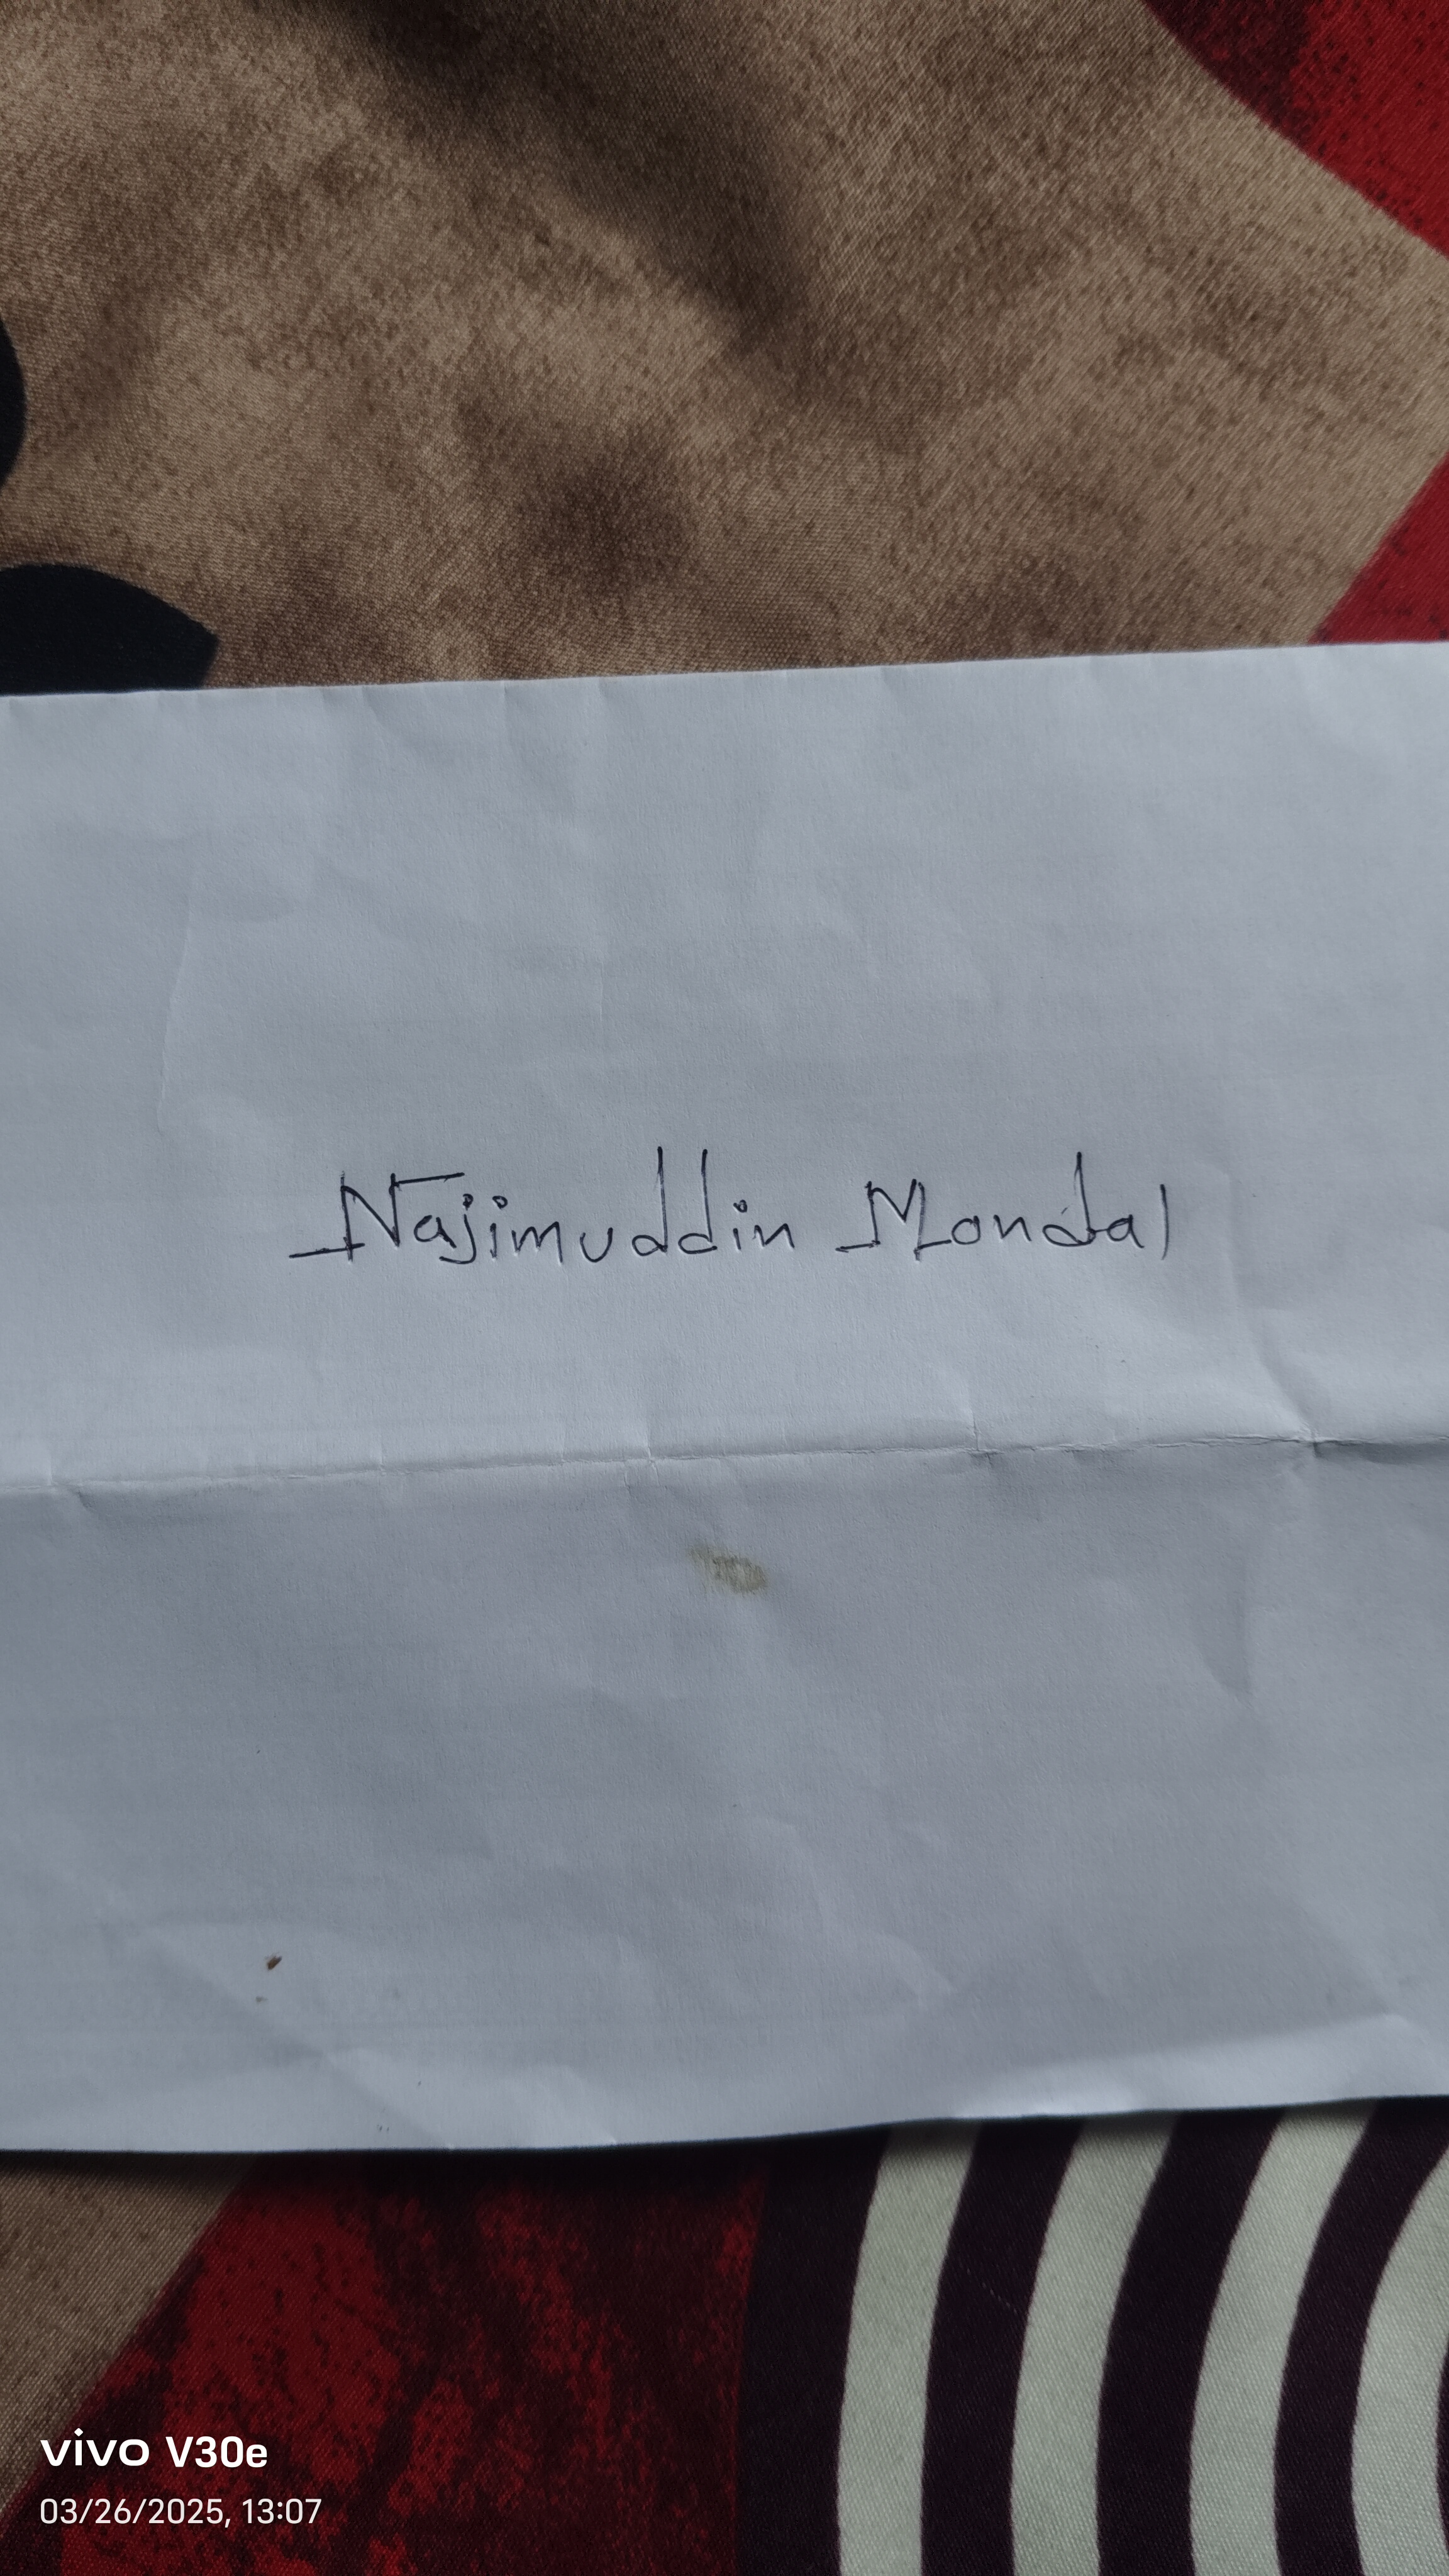 Najimuddin Mondal
vivo V30e
03/26/2025, 13:07